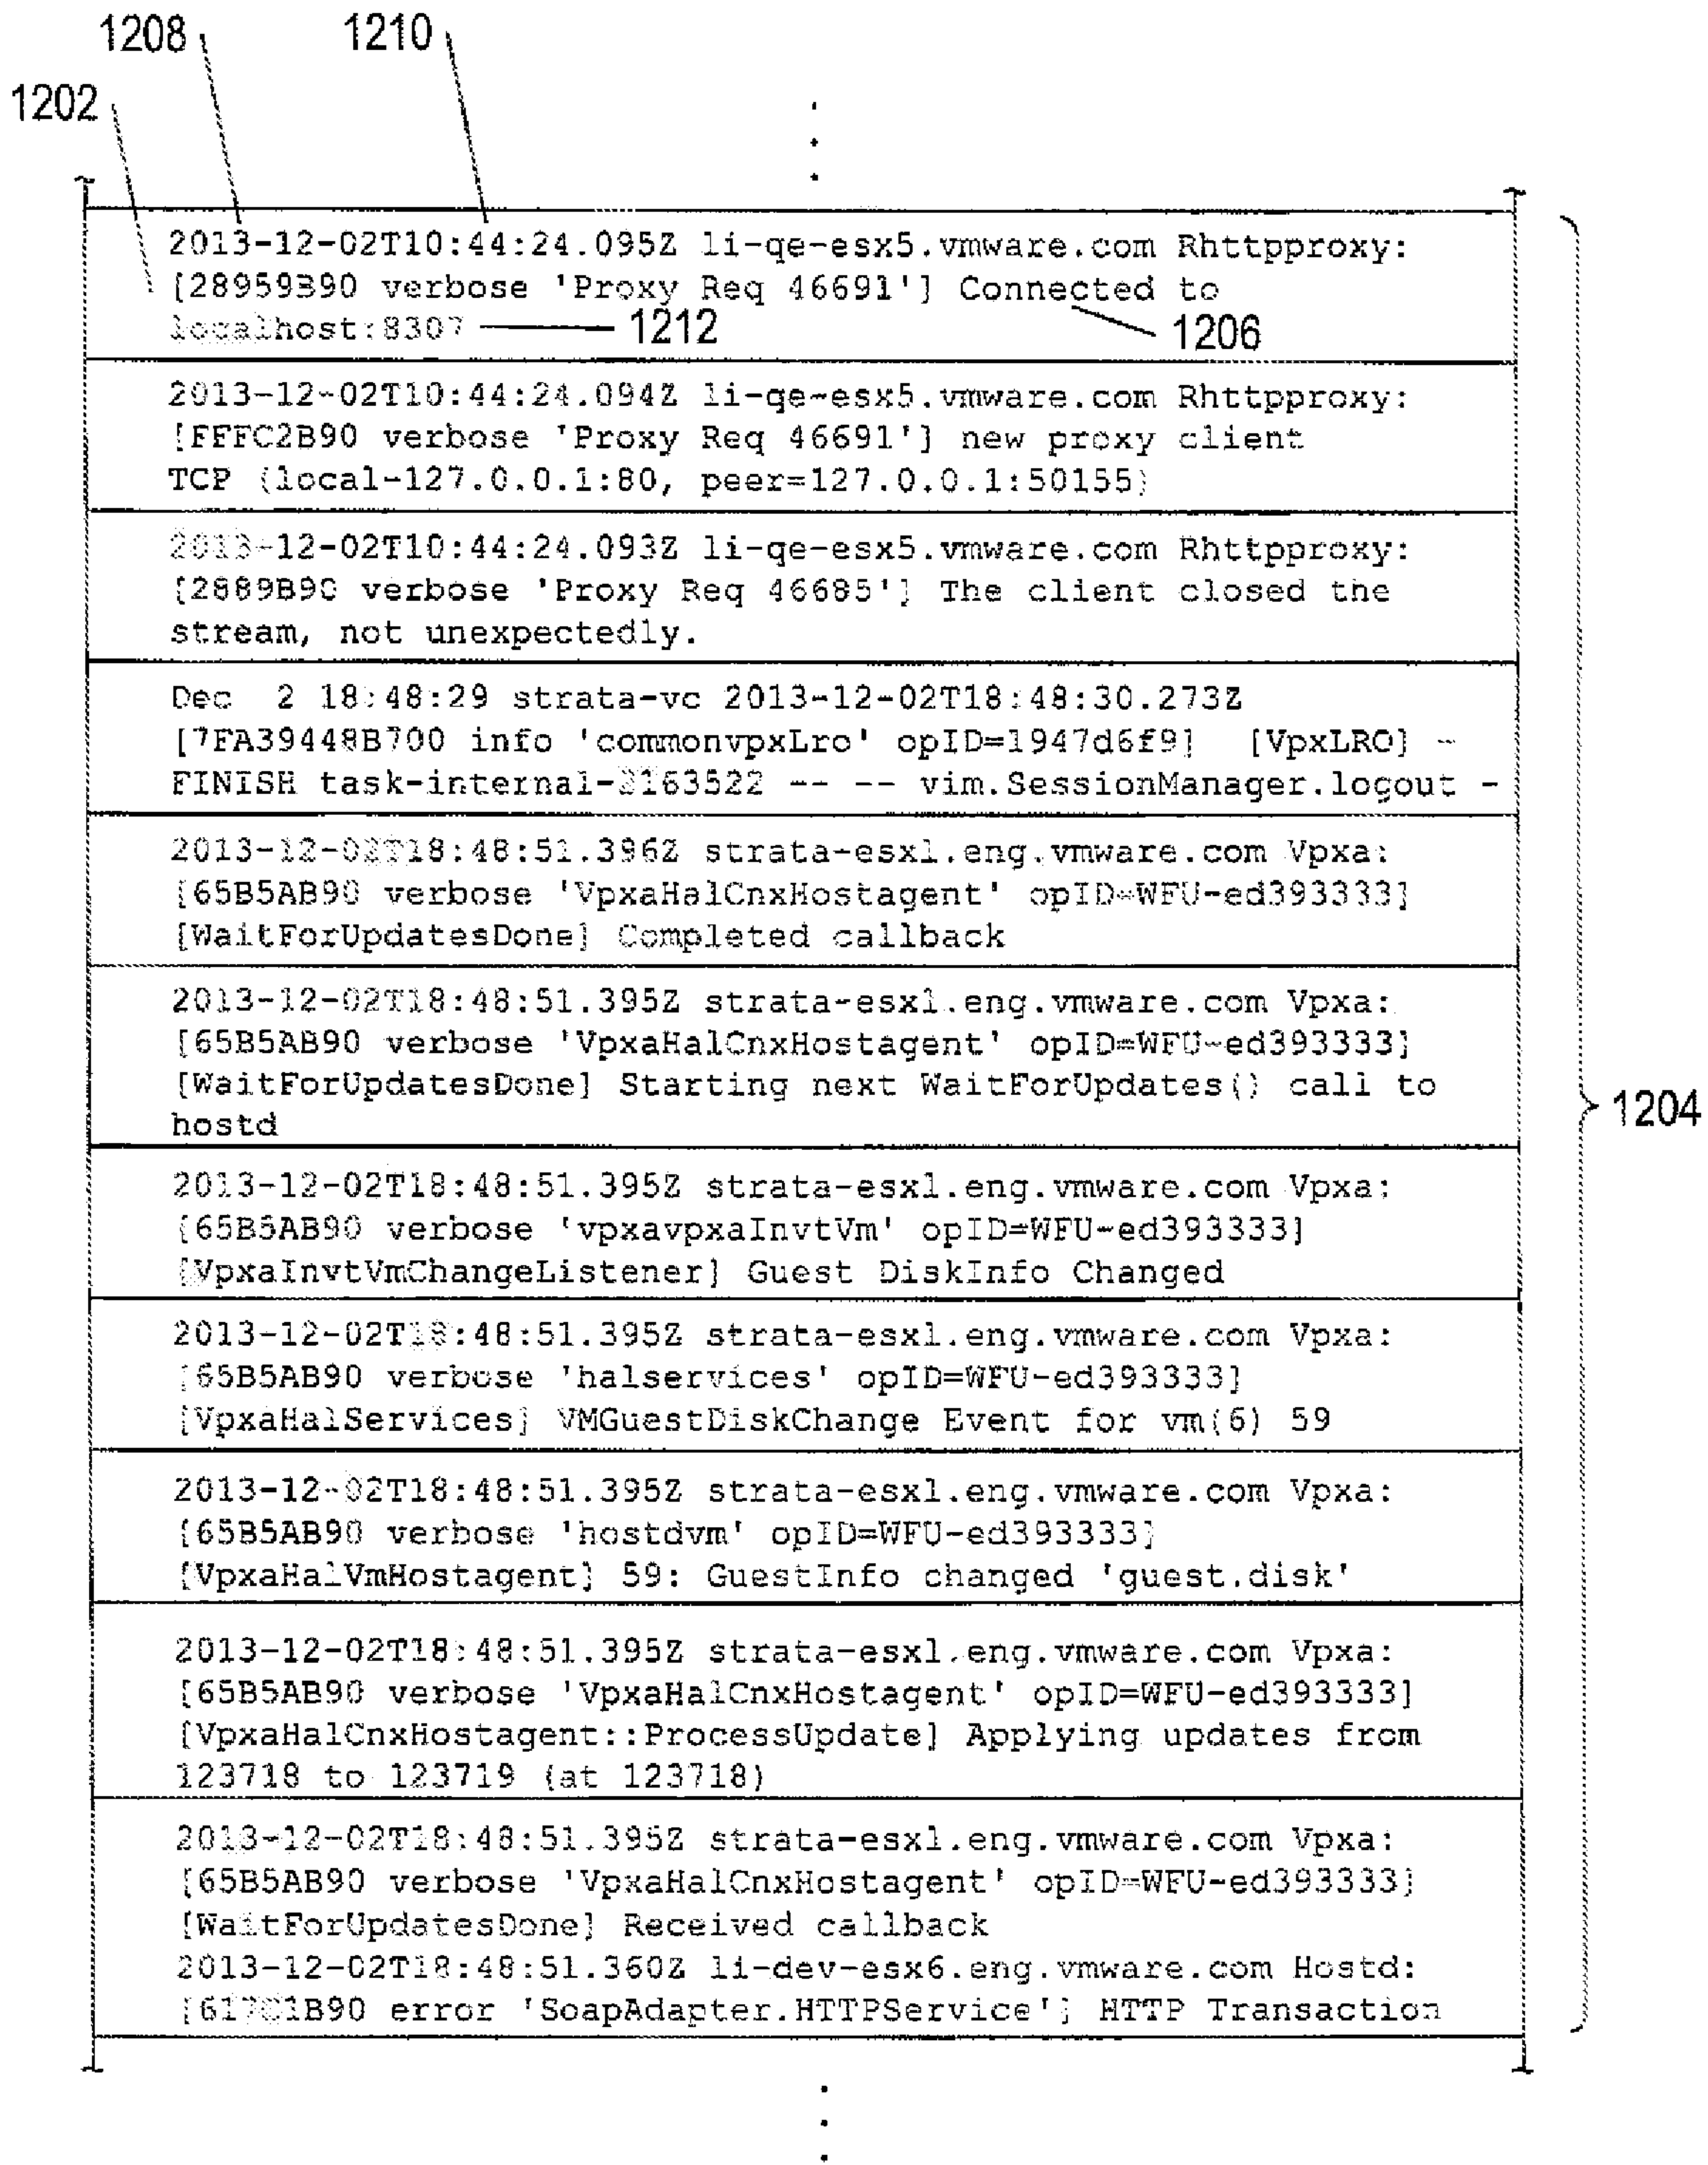 1208 1210
1202
2013-12-02T10:44:24.095Z li-qe-esx5.vmware.com Rhttpproxy:
[28959B90 verbose 'Proxy Req 46691'] Connected to
localhost:8307 1212 1206
2013-12-02T10:44:24.094Z li-qe-esx5.vmware.com Rhttpproxy:
[FFFC2B90 verbose 'Proxy Req 46691'] new proxy client
TCP (local-127.0.0.1:80, peer=127.0.0.1:50155)
2013-12-02T10:44:24.093Z li-qe-esx5.vmware.com Rhttpproxy:
[2889B90 verbose 'Proxy Req 46685'] The client closed the
stream, not unexpectedly.
Dec 2 18:48:29 strata-vc 2013-12-02T18:48:30.273Z
[7FA39448B700 info 'commonvpxLro' opID=1947d6f9] [VpxLRO] -
FINISH task-internal-2163522 -- -- vim.SessionManager.logout -
2013-12-02T18:48:51.396Z strata-esx1.eng.vmware.com Vpxa:
[65B5AB90 verbose 'VpxaHalCnxHostagent' opID=WFU-ed393333]
[WaitForUpdatesDone] Completed callback
2013-12-02T18:48:51.395Z strata-esx1.eng.vmware.com Vpxa:
[65B5AB90 verbose 'VpxaHalCnxHostagent' opID=WFU-ed393333]
[WaitForUpdatesDone] Starting next WaitForUpdates() call to
hostd
1204
2013-12-02T18:48:51.395Z strata-esx1.eng.vmware.com Vpxa:
[65B5AB90 verbose 'vpxavpxaInvtVm' opID=WFU-ed393333]
[VpxaInvtVmChangeListener] Guest DiskInfo Changed
2013-12-02T18:48:51.395Z strata-esx1.eng.vmware.com Vpxa:
[65B5AB90 verbose 'halservices' opID=WFU-ed393333]
[VpxaHalServices] VMGuestDiskChange Event for vm(6) 59
2013-12-02T18:48:51.395Z strata-esx1.eng.vmware.com Vpxa:
[65B5AB90 verbose 'hostdvm' opID=WFU-ed393333]
[VpxaHalVmHostagent] 59: GuestInfo changed 'guest.disk'
2013-12-02T18:48:51.395Z strata-esx1.eng.vmware.com Vpxa:
[65B5AB90 verbose 'VpxaHalCnxHostagent' opID=WFU-ed393333]
[VpxaHalCnxHostagent::ProcessUpdate] Applying updates from
123718 to 123719 (at 123718)
2013-12-02T18:48:51.395Z strata-esx1.eng.vmware.com Vpxa:
[65B5AB90 verbose 'VpxaHalCnxHostagent' opID=WFU-ed393333]
[WaitForUpdatesDone] Received callback
2013-12-02T18:48:51.360Z li-dev-esx6.eng.vmware.com Hostd:
error 'SoapAdapter.HTTPService'] HTTP Transaction